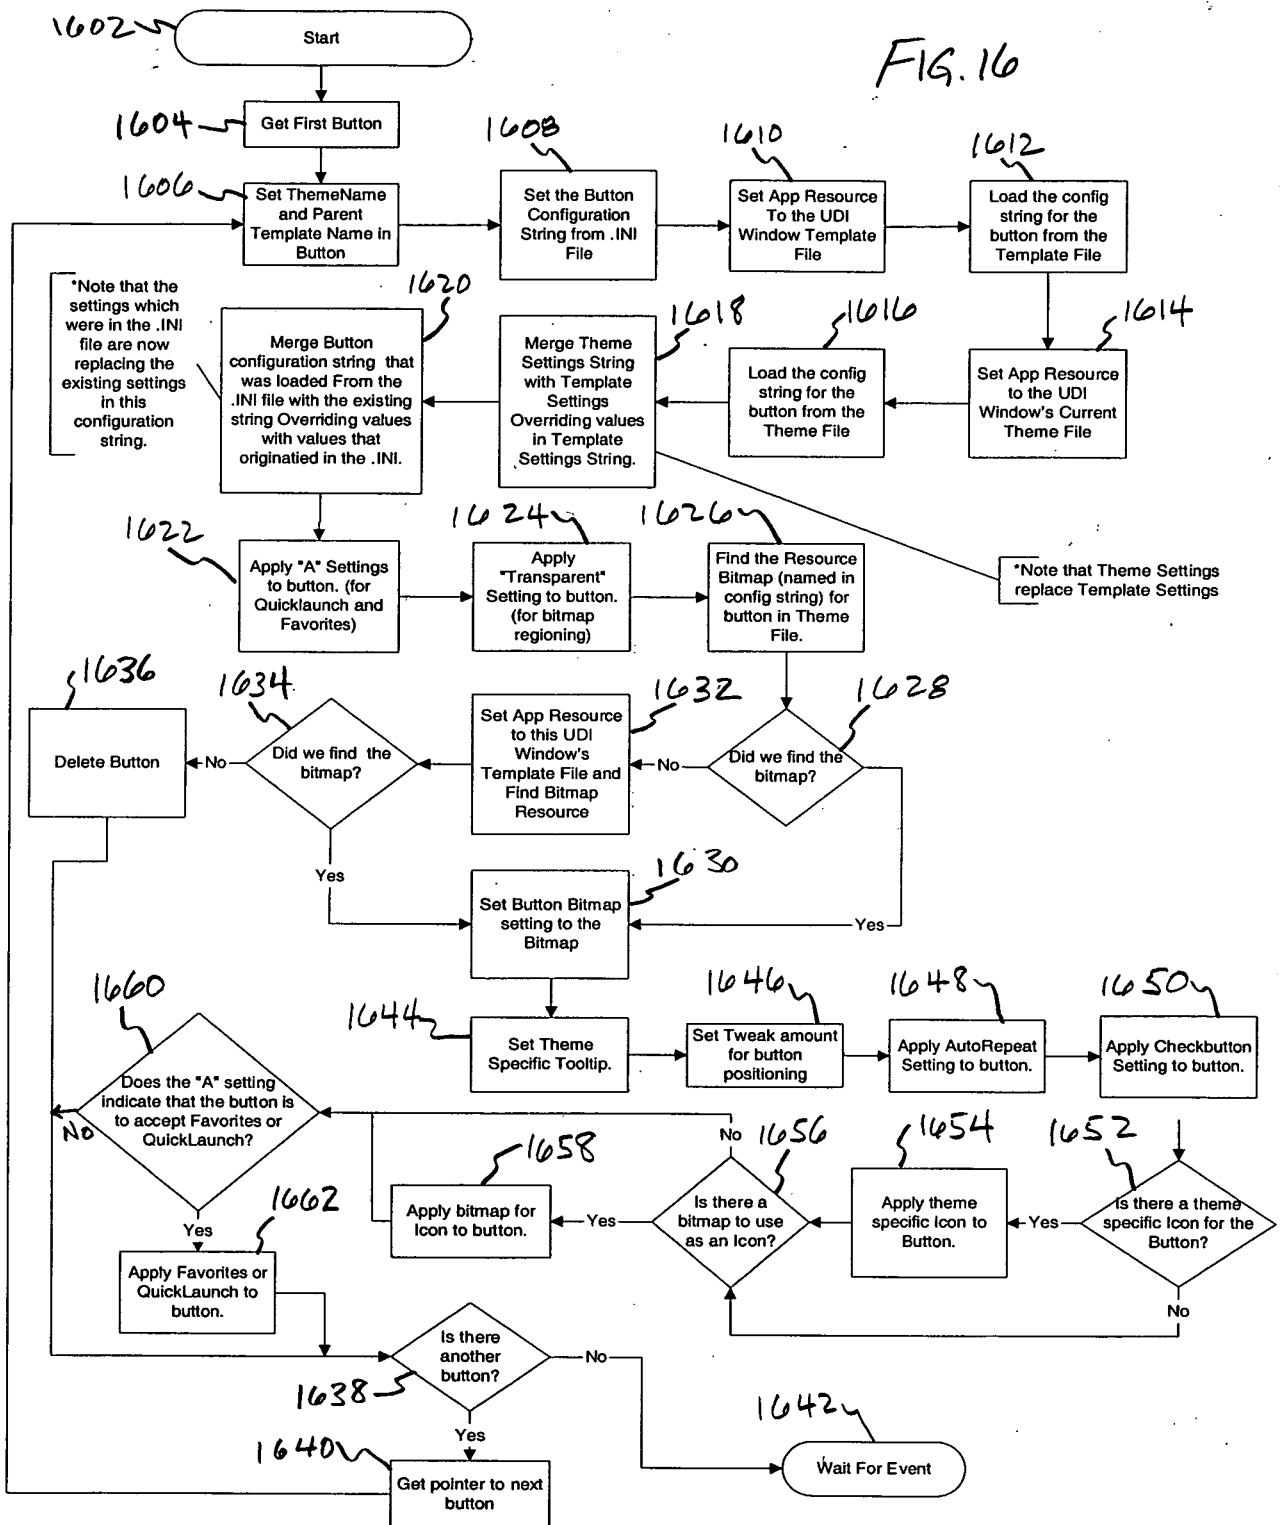 1602
Start
FIG. 16
1604
Get First Button
1606
Set ThemeName
and Parent
Template Name in
Button
1608
Set the Button
Configuration
String from .INI
File
1610
Set App Resource
To the UDI
Window Template
File
1612
Load the config
string for the
button from the
Template File
*Note that the
settings which
were in the .INI
file are now
replacing the
existing settings
in this
configuration
string.
1620
Merge Button
configuration string that
was loaded From the
.INI file with the existing
string Overriding values
with values that
originatied in the .INI.
1618
Merge Theme
Settings String
with Template
Settings
Overriding values
in Template
Settings String.
1616
Load the config
string for the
button from the
Theme File
1614
Set App Resource
to the UDI
Window's Current
Theme File
1622
Apply "A" Settings
to button. (for
Quicklaunch and
Favorites)
1624
Apply
"Transparent"
Setting to button.
(for bitmap
regioning)
1626
Find the Resource
Bitmap (named in
config string) for
button in Theme
File.
*Note that Theme Settings
replace Template Settings
1636
Delete Button
No
1634
Did we find the
bitmap?
1632
Set App Resource
to this UDI
Window's
Template File and
Find Bitmap
Resource
No
1628
Did we find the
bitmap?
Yes
1630
Set Button Bitmap
setting to the
Bitmap
Yes
1644
Set Theme
Specific Tooltip.
1646
Set Tweak amount
for button
positioning
1648
Apply AutoRepeat
Setting to button.
1650
Apply Checkbutton
Setting to button.
1660
Does the "A" setting
indicate that the button is
to accept Favorites or
QuickLaunch?
No
Yes
1658
Apply bitmap for
Icon to button.
Yes
No
1656
Is there a
bitmap to use
as an Icon?
1654
Apply theme
specific Icon to
Button.
Yes
1652
Is there a theme
specific Icon for the
Button?
No
1662
Apply Favorites or
QuickLaunch to
button.
Is there
another
button?
1638
No
Yes
1640
Get pointer to next
button
1642
Wait For Event